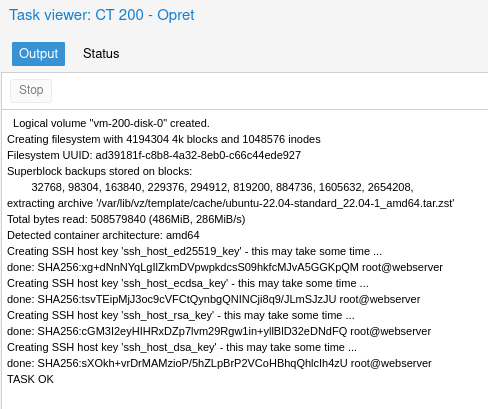 Task viewer: CT 200 - Opret
Output Status
Stop
Logical volume "vm-200-disk-0" created.
Creating filesystem with 4194304 4k blocks and 1048576 inodes
Filesystem UUID: ad39181f-c8b8-4a32-8eb0-c66c44ede927
Superblock backups stored on blocks:
32768, 98304, 163840, 229376, 294912, 819200, 884736, 1605632, 2654208,
extracting archive '/var/lib/vz/template/cache/ubuntu-22.04-standard_22.04-1_amd64.tar.zst'
Total bytes read: 508579840 (486MiB, 286MiB/s)
Detected container architecture: amd64
Creating SSH host key 'ssh_host_ed25519_key' - this may take some time ...
done: SHA256:xg+dNnNYqLgIlZkmDVpwpkdcsS09hkfcMJvA5GGKpQM root@webserver
Creating SSH host key 'ssh_host_ecdsa_key' - this may take some time ...
done: SHA256:tsvTEipMjJ3oc9cVFCtQynbgQNINCji8q9/JLmSJzJU root@webserver
Creating SSH host key 'ssh_host_rsa_key' - this may take some time ...
done: SHA256:cGM3I2eyHIHRxDZp7lvm29Rgw1in+yllBlD32eDNdFQ root@webserver
Creating SSH host key 'ssh_host_dsa_key' - this may take some time ...
done: SHA256:sXOkh+vrDrMAMzioP/5hZLpBrP2VCoHBhqQhlcIh4zU root@webserver
TASK OK